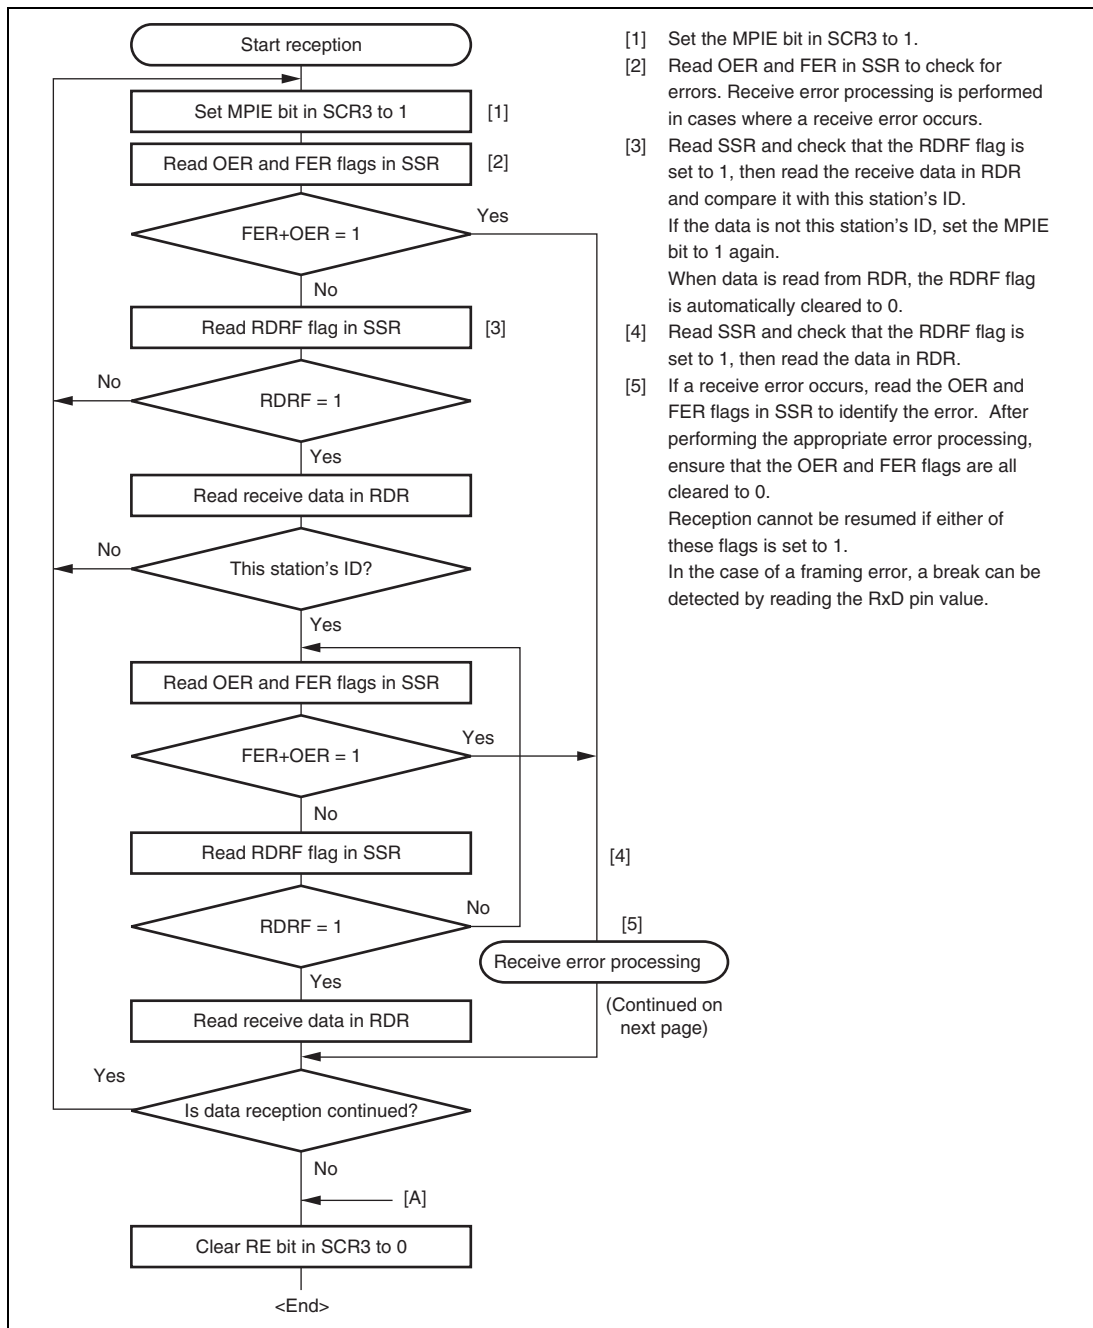 Start reception
Set MPIE bit in SCR3 to 1
[1]
Read OER and FER flags in SSR
[2]
Yes
FER+OER = 1
No
Read RDRF flag in SSR
[3]
No
RDRF = 1
Yes
Read receive data in RDR
No
This station's ID?
Yes
Read OER and FER flags in SSR
Yes
FER+OER = 1
No
Read RDRF flag in SSR
[4]
No
RDRF = 1
[5]
Receive error processing
Yes
(Continued on
next page)
Read receive data in RDR
Yes
Is data reception continued?
No
[A]
Clear RE bit in SCR3 to 0
<End>
[1] Set the MPIE bit in SCR3 to 1.
[2] Read OER and FER in SSR to check for
errors. Receive error processing is performed
in cases where a receive error occurs.
[3] Read SSR and check that the RDRF flag is
set to 1, then read the receive data in RDR
and compare it with this station's ID.
If the data is not this station's ID, set the MPIE
bit to 1 again.
When data is read from RDR, the RDRF flag
is automatically cleared to 0.
[4] Read SSR and check that the RDRF flag is
set to 1, then read the data in RDR.
[5] If a receive error occurs, read the OER and
FER flags in SSR to identify the error. After
performing the appropriate error processing,
ensure that the OER and FER flags are all
cleared to 0.
Reception cannot be resumed if either of
these flags is set to 1.
In the case of a framing error, a break can be
detected by reading the RxD pin value.